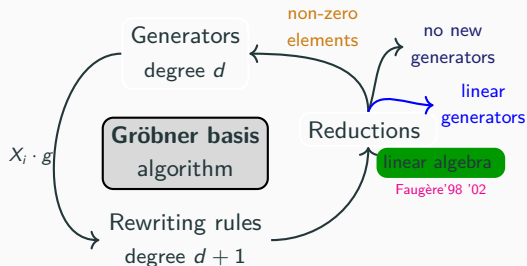 non-zero
elements
Generators
degree d
no new
generators
linear
generators
Gröbner basis
algorithm
Reductions
X_i · g
linear algebra
Faugère'98 '02
Rewriting rules
degree d + 1